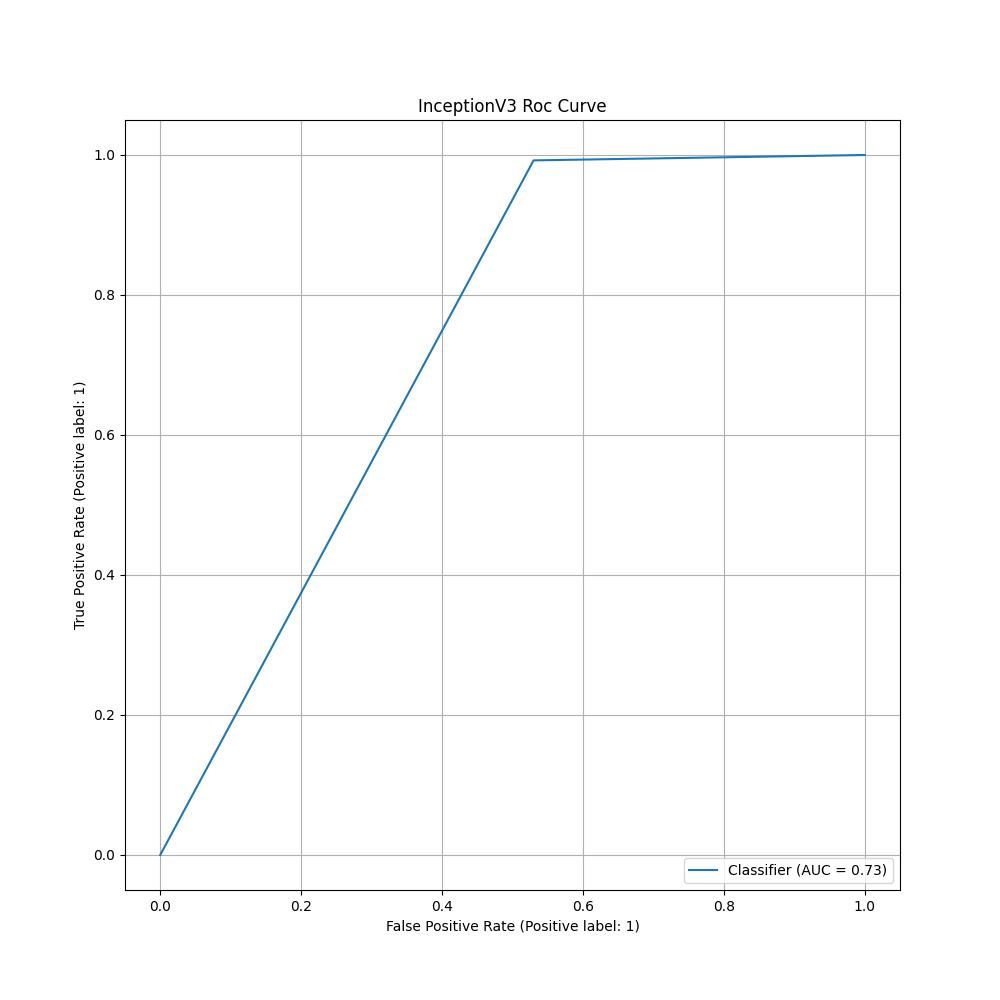 InceptionV3 Roc Curve
1.0
0.8
0.6
0.4
0.2
0.0
True Positive Rate (Positive label: 1)
Classifier (AUC = 0.73)
0.0 0.2 0.4 0.6 0.8 1.0
False Positive Rate (Positive label: 1)